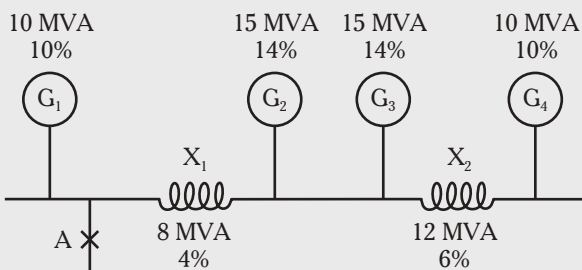 10 MVA
10%
15 MVA
14%
15 MVA
14%
10 MVA
10%
G₁
G₂
G₃
G₄
X₁
X₂
A
8 MVA
4%
12 MVA
6%